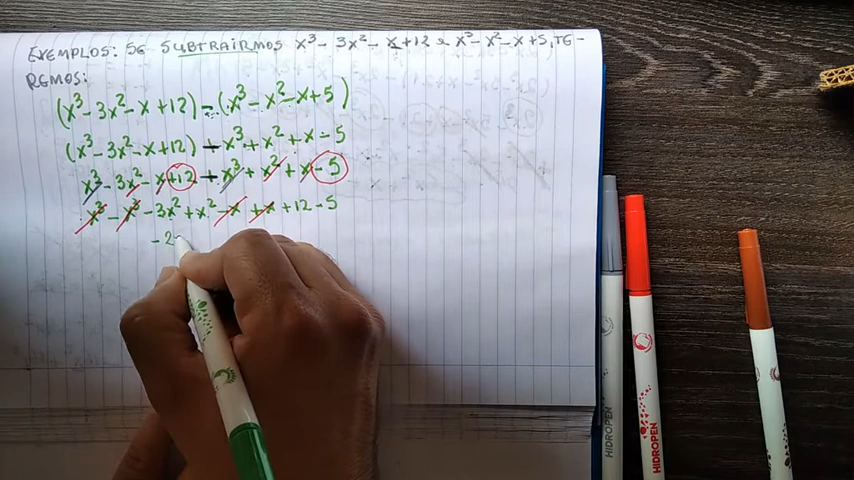 EXEMPLOS: SE SUBTRAIRMOS x³ - 3x² - x + 12 e x³ - x² - x + 5, TE-
REMOS:
(x³ - 3x² - x + 12) - (x³ - x² - x + 5)
(x³ - 3x² - x + 12) - x³ + x² + x - 5
x³ - 3x² - x + 12 - x³ + x² + x - 5
x³ - x³ - 3x² + x² - x + x + 12 - 5
- 2
HIDROPEN
HIDROPEN